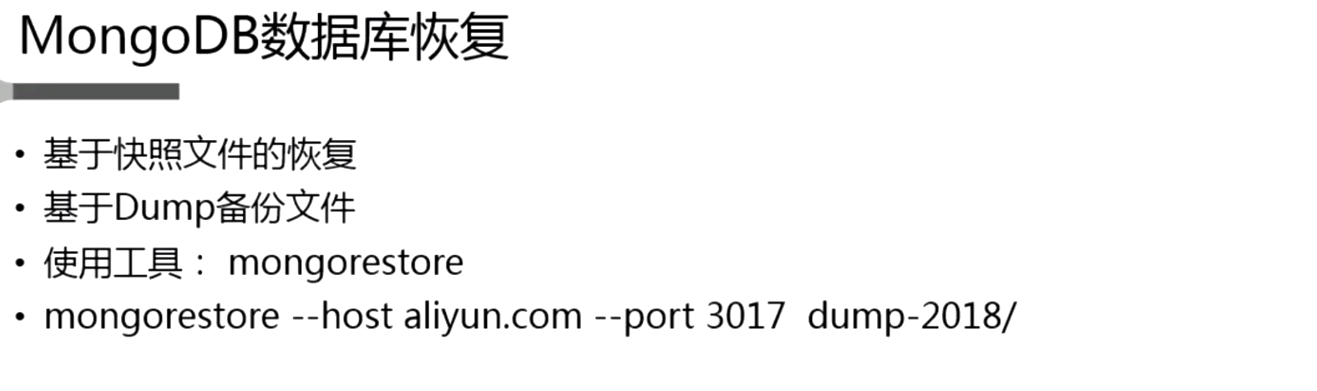 MongoDB数据库恢复
• 基于快照文件的恢复
• 基于Dump备份文件
• 使用工具： mongorestore
• mongorestore --host aliyun.com --port 3017 dump-2018/